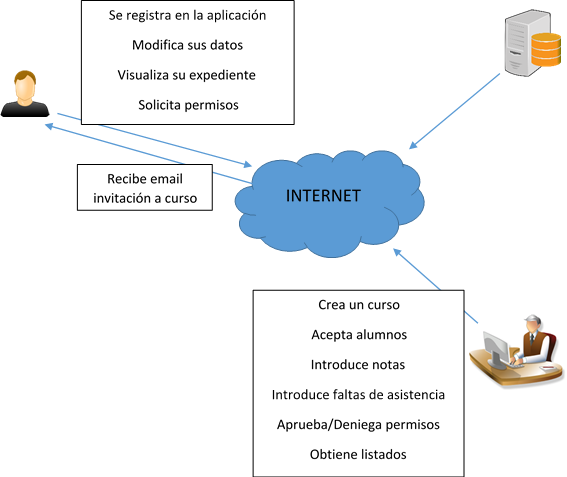 Se registra en la aplicación
Modifica sus datos
Visualiza su expediente
Solicita permisos
Recibe email
invitación a curso
INTERNET
Crea un curso
Acepta alumnos
Introduce notas
Introduce faltas de asistencia
Aprueba/Deniega permisos
Obtiene listados